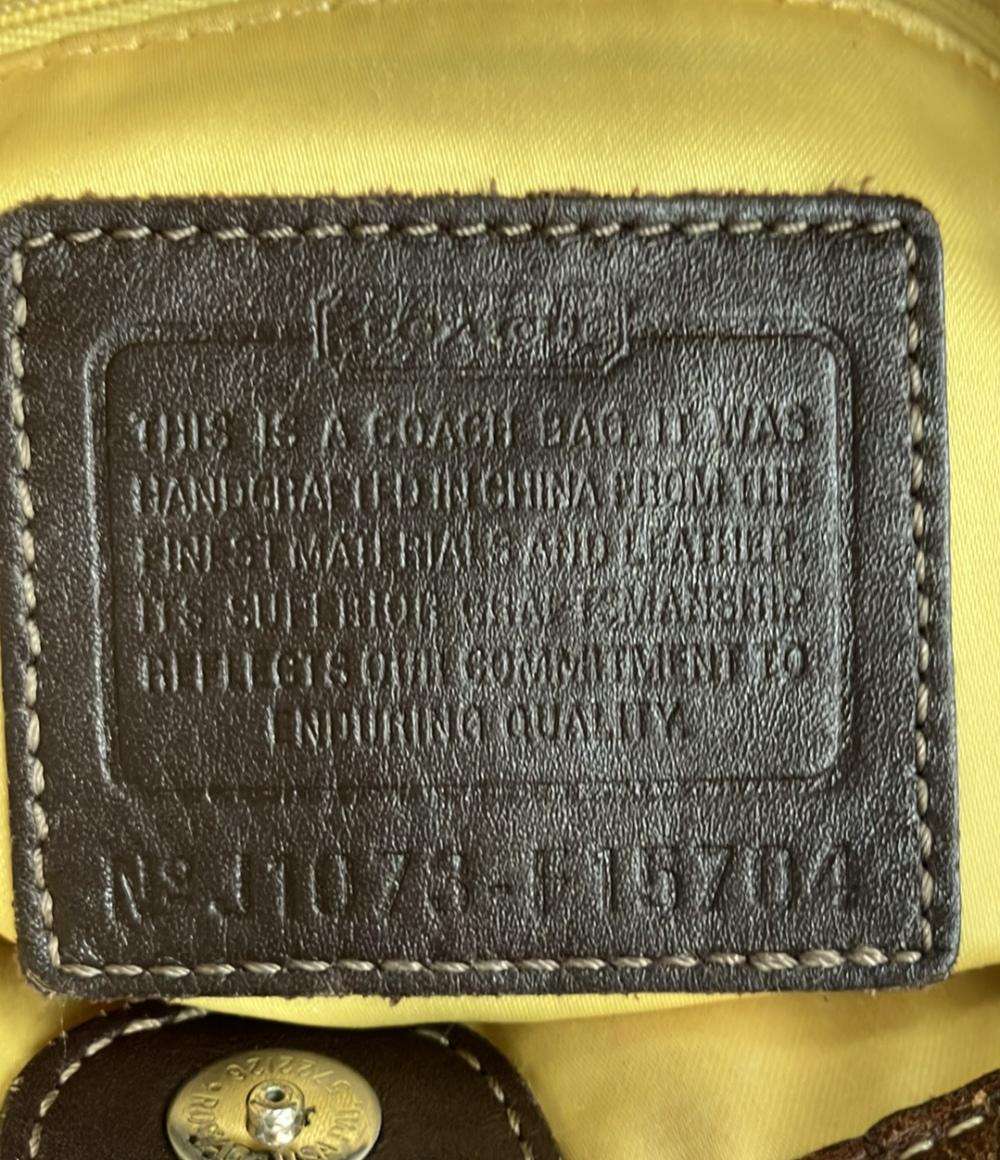 COACH
THIS IS A COACH BAG. IT WAS
HANDCRAFTED IN CHINA FROM THE
FINEST MATERIALS AND LEATHER.
ITS SUPERIOR CRAFTSMANSHIP
REFLECTS OUR COMMITMENT TO
ENDURING QUALITY.
Nº J1073-F15704